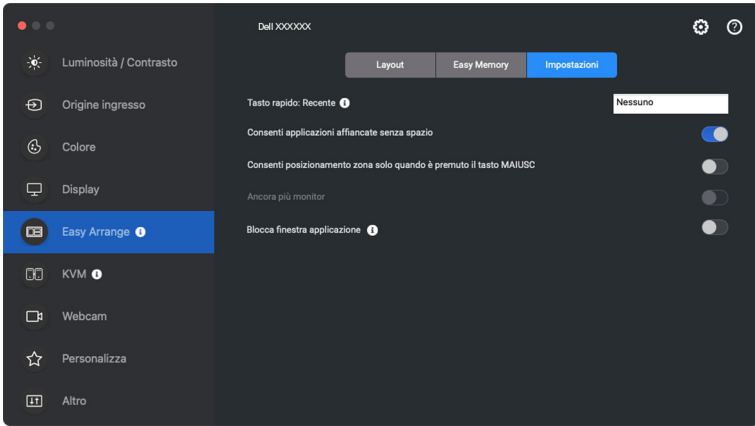 Dell XXXXXX
Luminosità / Contrasto
Origine ingresso
Colore
Display
Easy Arrange
KVM
Webcam
Personalizza
Altro
Layout
Easy Memory
Impostazioni
Tasto rapido: Recente
Nessuno
Consenti applicazioni affiancate senza spazio
Consenti posizionamento zona solo quando è premuto il tasto MAIUSC
Ancora più monitor
Blocca finestra applicazione